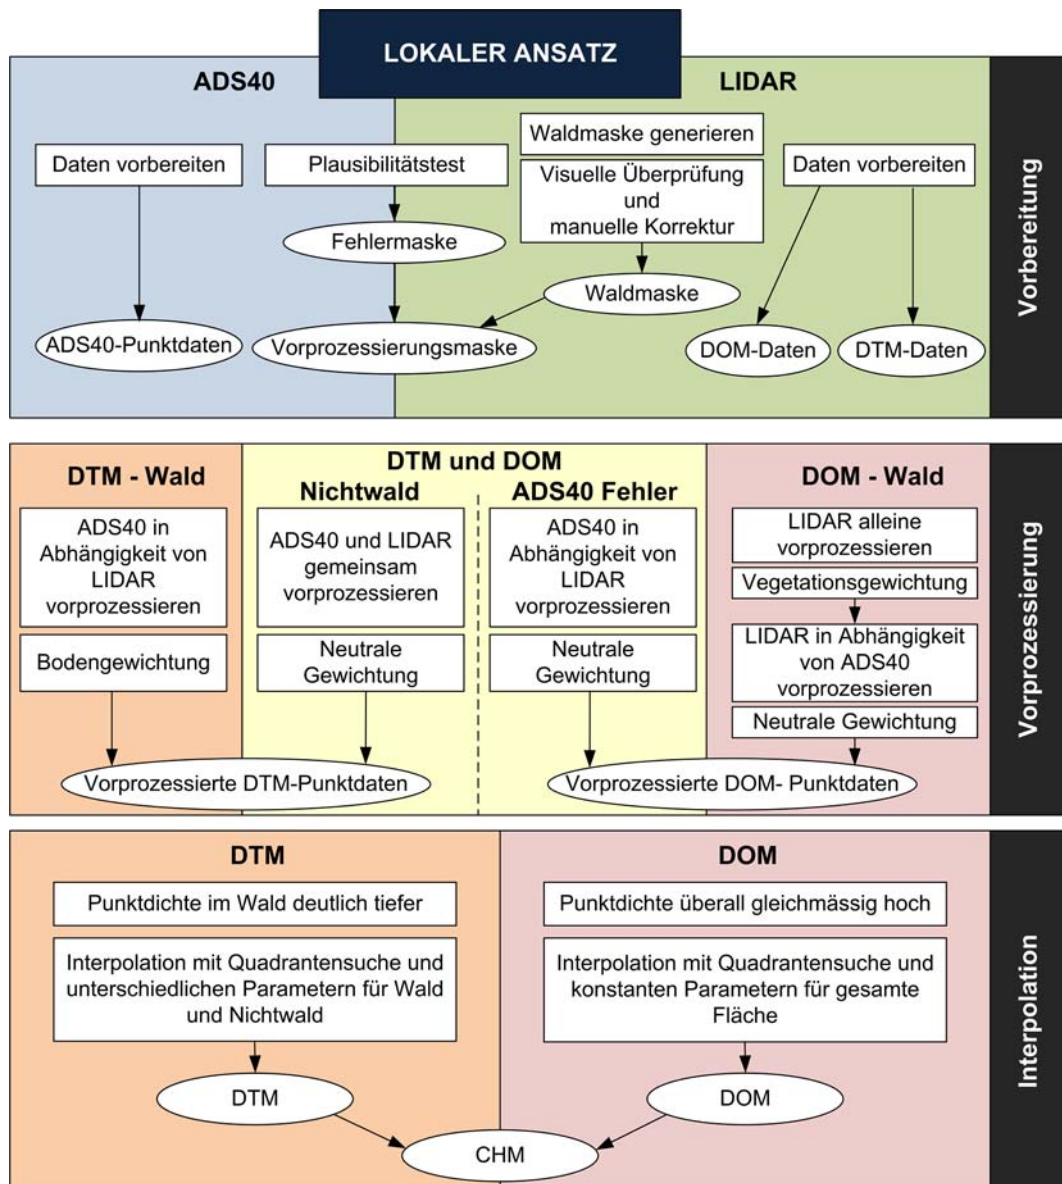 LOKALER ANSATZ
ADS40
LIDAR
Daten vorbereiten
Plausibilitätstest
Fehlermaske
Waldmaske generieren
Visuelle Überprüfung
und
manuelle Korrektur
Waldmaske
Daten vorbereiten
ADS40-Punktdaten
Vorprozessierungsmaske
DOM-Daten
DTM-Daten
Vorbereitung
DTM - Wald
ADS40 in
Abhängigkeit von
LIDAR
vorprozessieren
Bodengewichtung
DTM und DOM
Nichtwald
ADS40 und LIDAR
gemeinsam
vorprozessieren
Neutrale
Gewichtung
ADS40 Fehler
ADS40 in
Abhängigkeit von
LIDAR
vorprozessieren
Neutrale
Gewichtung
DOM - Wald
LIDAR alleine
vorprozessieren
Vegetationsgewichtung
LIDAR in Abhängigkeit
von ADS40
vorprozessieren
Neutrale Gewichtung
Vorprozessierte DTM-Punktdaten
Vorprozessierte DOM- Punktdaten
Vorprozessierung
DTM
Punktdichte im Wald deutlich tiefer
Interpolation mit Quadrantensuche und
unterschiedlichen Parametern für Wald
und Nichtwald
DTM
DOM
Punktdichte überall gleichmässig hoch
Interpolation mit Quadrantensuche und
konstanten Parametern für gesamte
Fläche
DOM
CHM
Interpolation